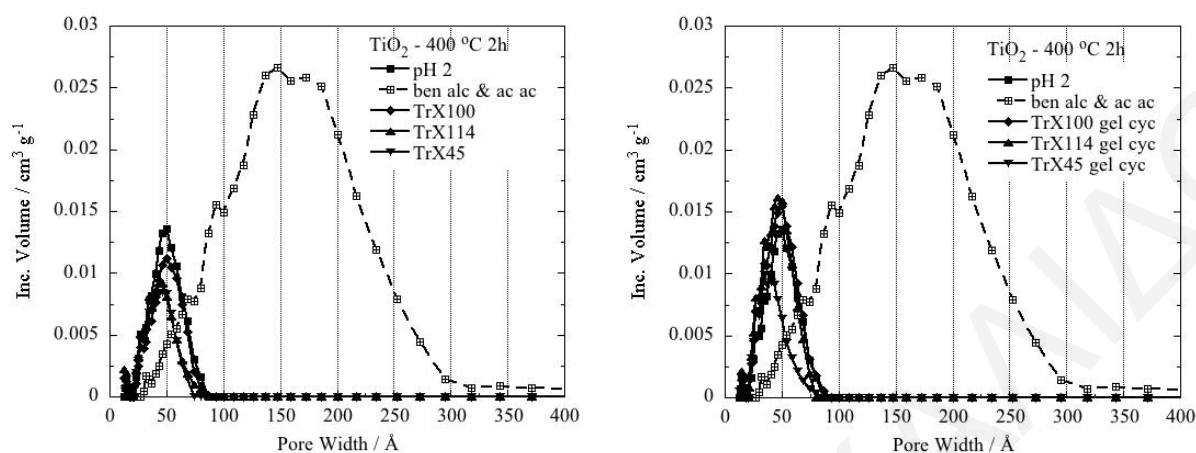 0.03
0.025
0.02
0.015
0.01
0.005
0
Inc. Volume / cm³ g⁻¹
TiO₂ - 400 °C 2h
pH 2
ben alc & ac ac
TrX100
TrX114
TrX45
0 50 100 150 200 250 300 350 400
Pore Width / Å
0.03
0.025
0.02
0.015
0.01
0.005
0
Inc. Volume / cm³ g⁻¹
TiO₂ - 400 °C 2h
pH 2
ben alc & ac ac
TrX100 gel cyc
TrX114 gel cyc
TrX45 gel cyc
0 50 100 150 200 250 300 350 400
Pore Width / Å